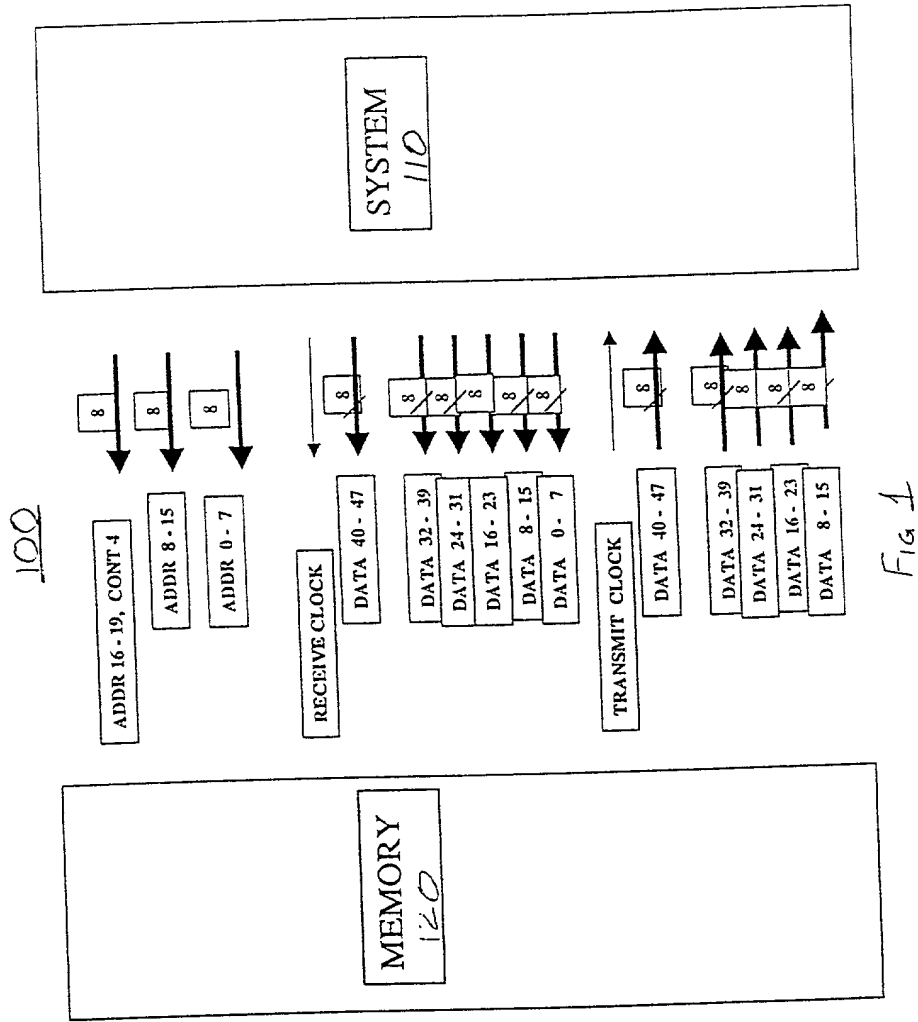 100
MEMORY
120
ADDR 16 - 19, CONT 4
8
ADDR 8 - 15
8
ADDR 0 - 7
8
RECEIVE CLOCK
DATA 40 - 47
8
DATA 32 - 39
8
DATA 24 - 31
8
DATA 16 - 23
8
DATA 8 - 15
8
DATA 0 - 7
8
TRANSMIT CLOCK
DATA 40 - 47
8
DATA 32 - 39
8
DATA 24 - 31
8
DATA 16 - 23
8
DATA 8 - 15
8
SYSTEM
110
FIG 1